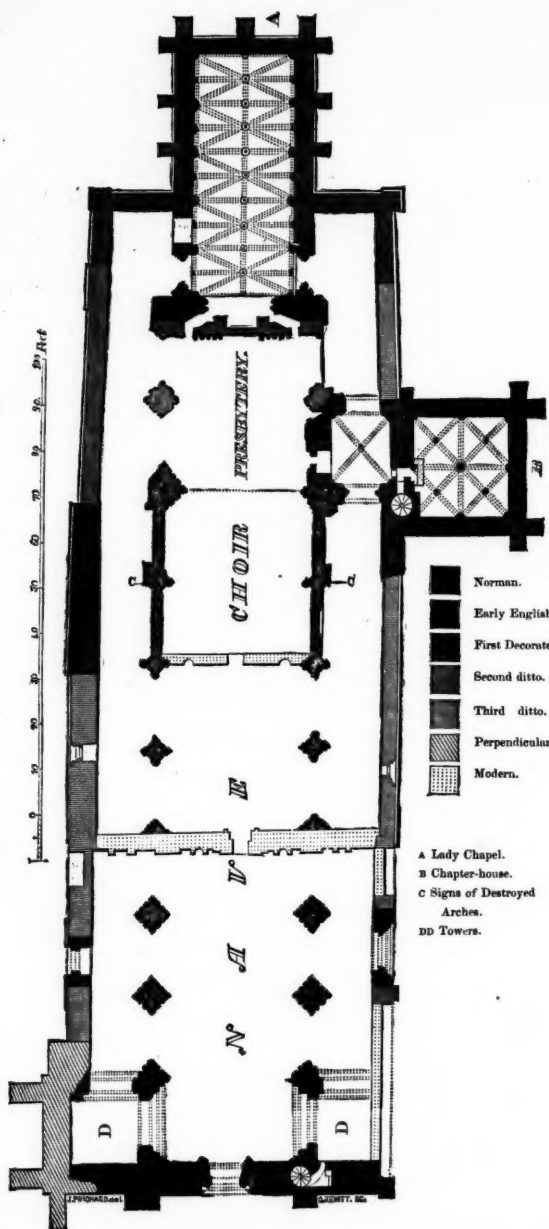 A
PRESBYTERY.
CHOIR
C
C
B
NAVE
D
D
100 Feet
90
80
70
60
50
40
30
20
10
0
Norman.
Early English
First Decorate
Second ditto.
Third ditto.
Perpendicular
Modern.
A Lady Chapel.
B Chapter-house.
C Signs of Destroyed
Arches.
DD Towers.
J. PRICHARD. del
O. JEWITT. SC.